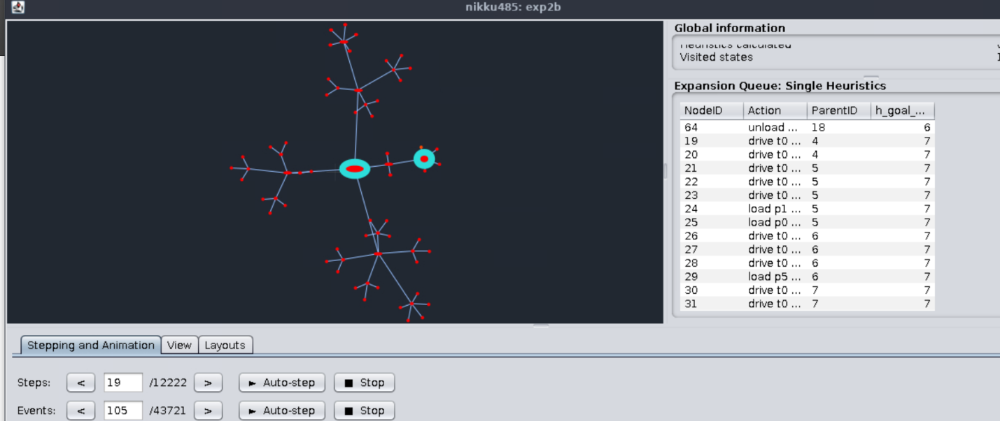 nikku485: exp2b
Global information
Heuristics calculated
Visited states
Expansion Queue: Single Heuristics
NodeID Action ParentID h_goal_...
64 unload ... 18 6
19 drive t0 ... 4 7
20 drive t0 ... 4 7
21 drive t0 ... 5 7
22 drive t0 ... 5 7
23 drive t0 ... 5 7
24 load p1 ... 5 7
25 load p0 ... 5 7
26 drive t0 ... 6 7
27 drive t0 ... 6 7
28 drive t0 ... 6 7
29 load p5 ... 6 7
30 drive t0 ... 7 7
31 drive t0 ... 7 7
Stepping and Animation View Layouts
Steps: < 19 /12222 > ► Auto-step ■ Stop
Events: < 105 /43721 > ► Auto-step ■ Stop